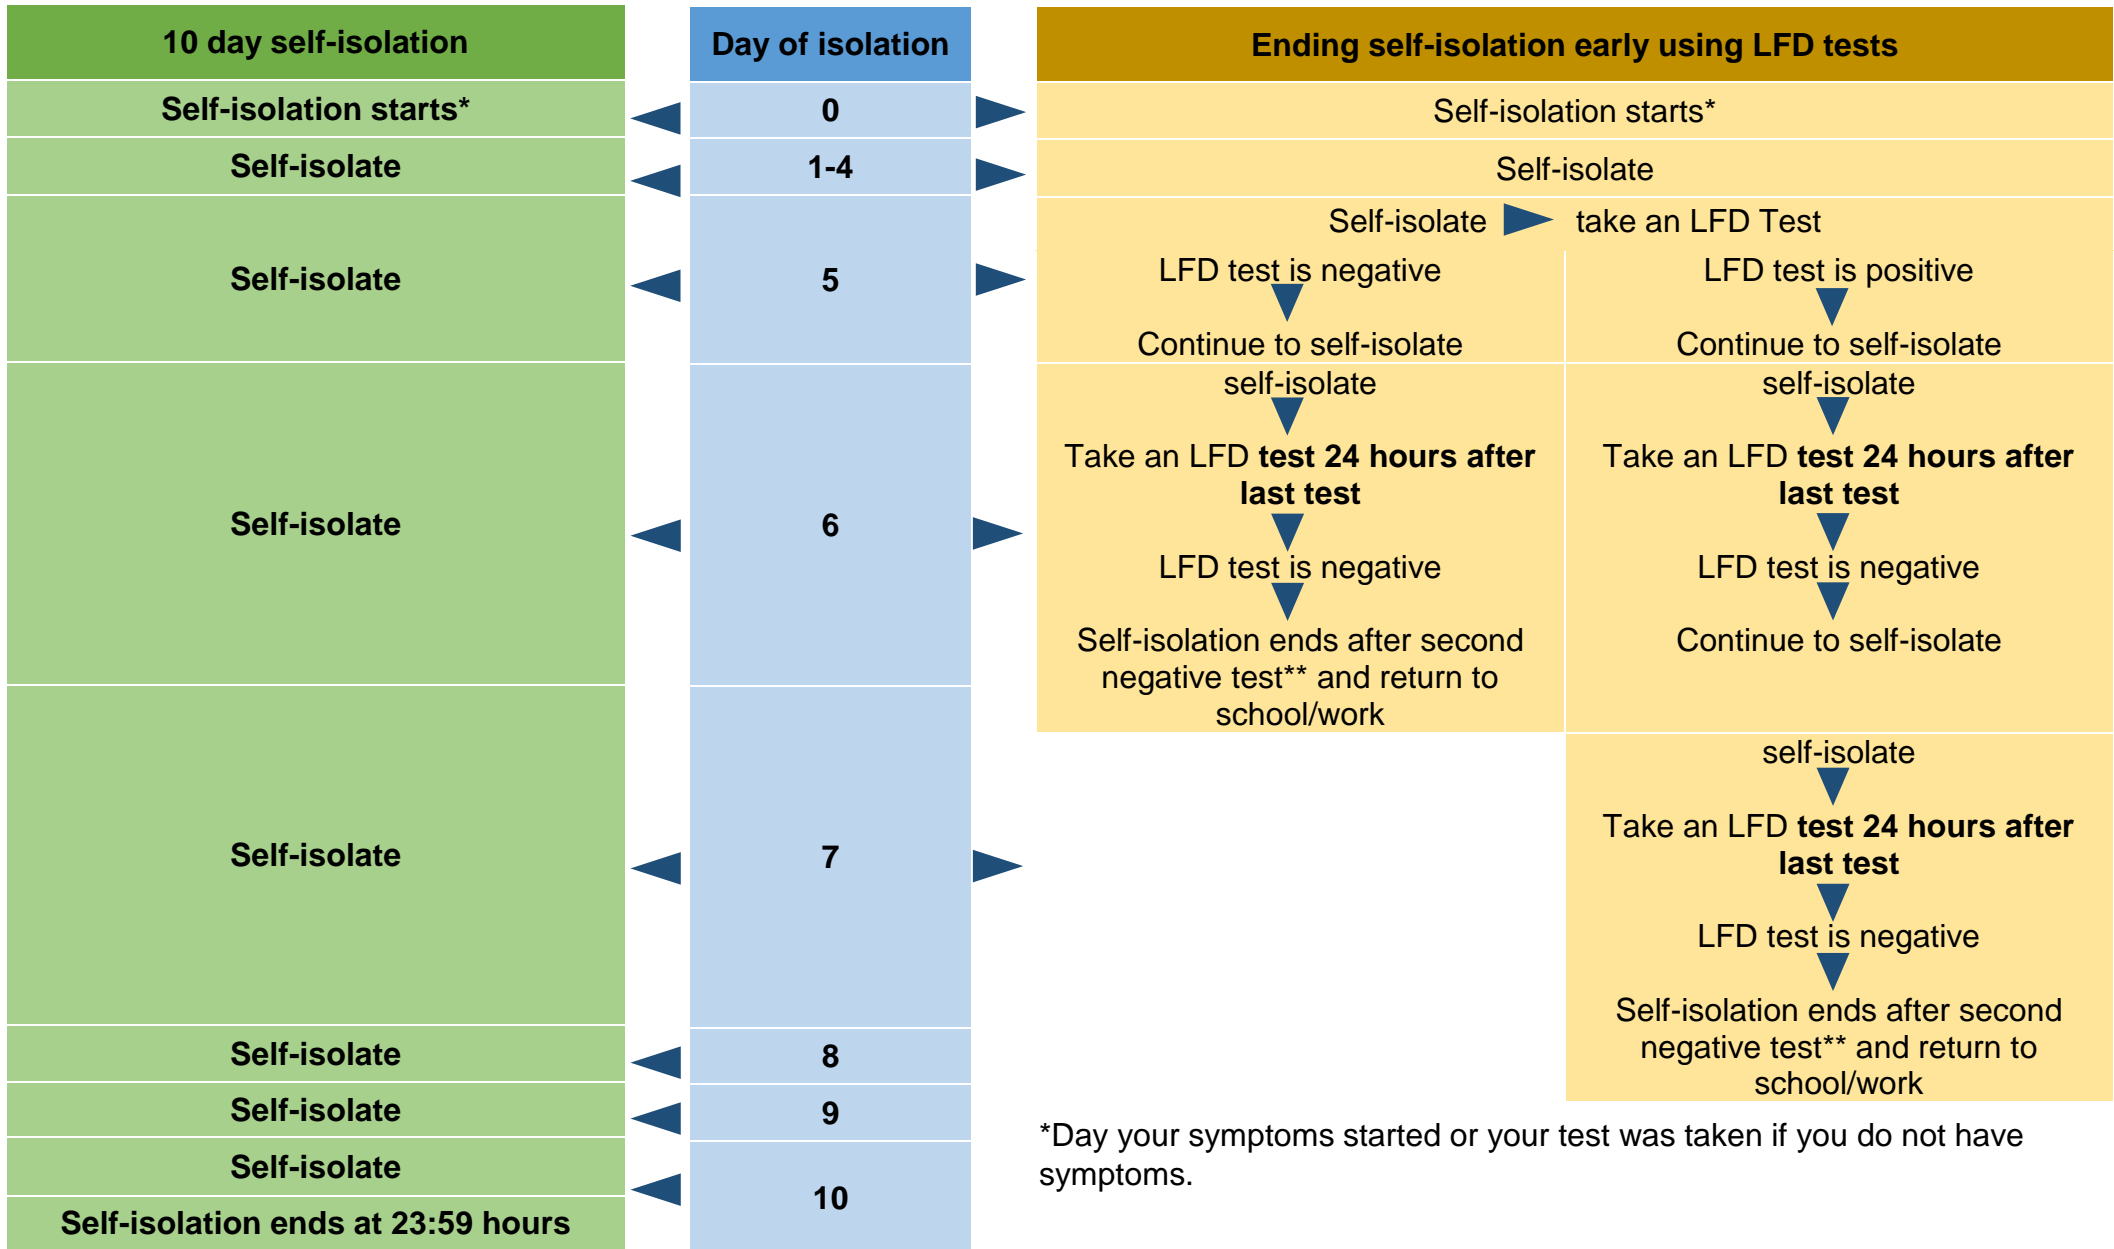 10 day self-isolation
Day of isolation
Ending self-isolation early using LFD tests
Self-isolation starts*
0
Self-isolation starts*
Self-isolate
1-4
Self-isolate
Self-isolate
5
Self-isolate take an LFD Test
LFD test is negative
Continue to self-isolate
LFD test is positive
Continue to self-isolate
Self-isolate
6
self-isolate
Take an LFD test 24 hours after
last test
LFD test is negative
Self-isolation ends after second
negative test** and return to
school/work
self-isolate
Take an LFD test 24 hours after
last test
LFD test is negative
Continue to self-isolate
Self-isolate
7
self-isolate
Take an LFD test 24 hours after
last test
LFD test is negative
Self-isolation ends after second
negative test** and return to
school/work
Self-isolate
8
Self-isolate
9
Self-isolate
10
Self-isolation ends at 23:59 hours
*Day your symptoms started or your test was taken if you do not have
symptoms.